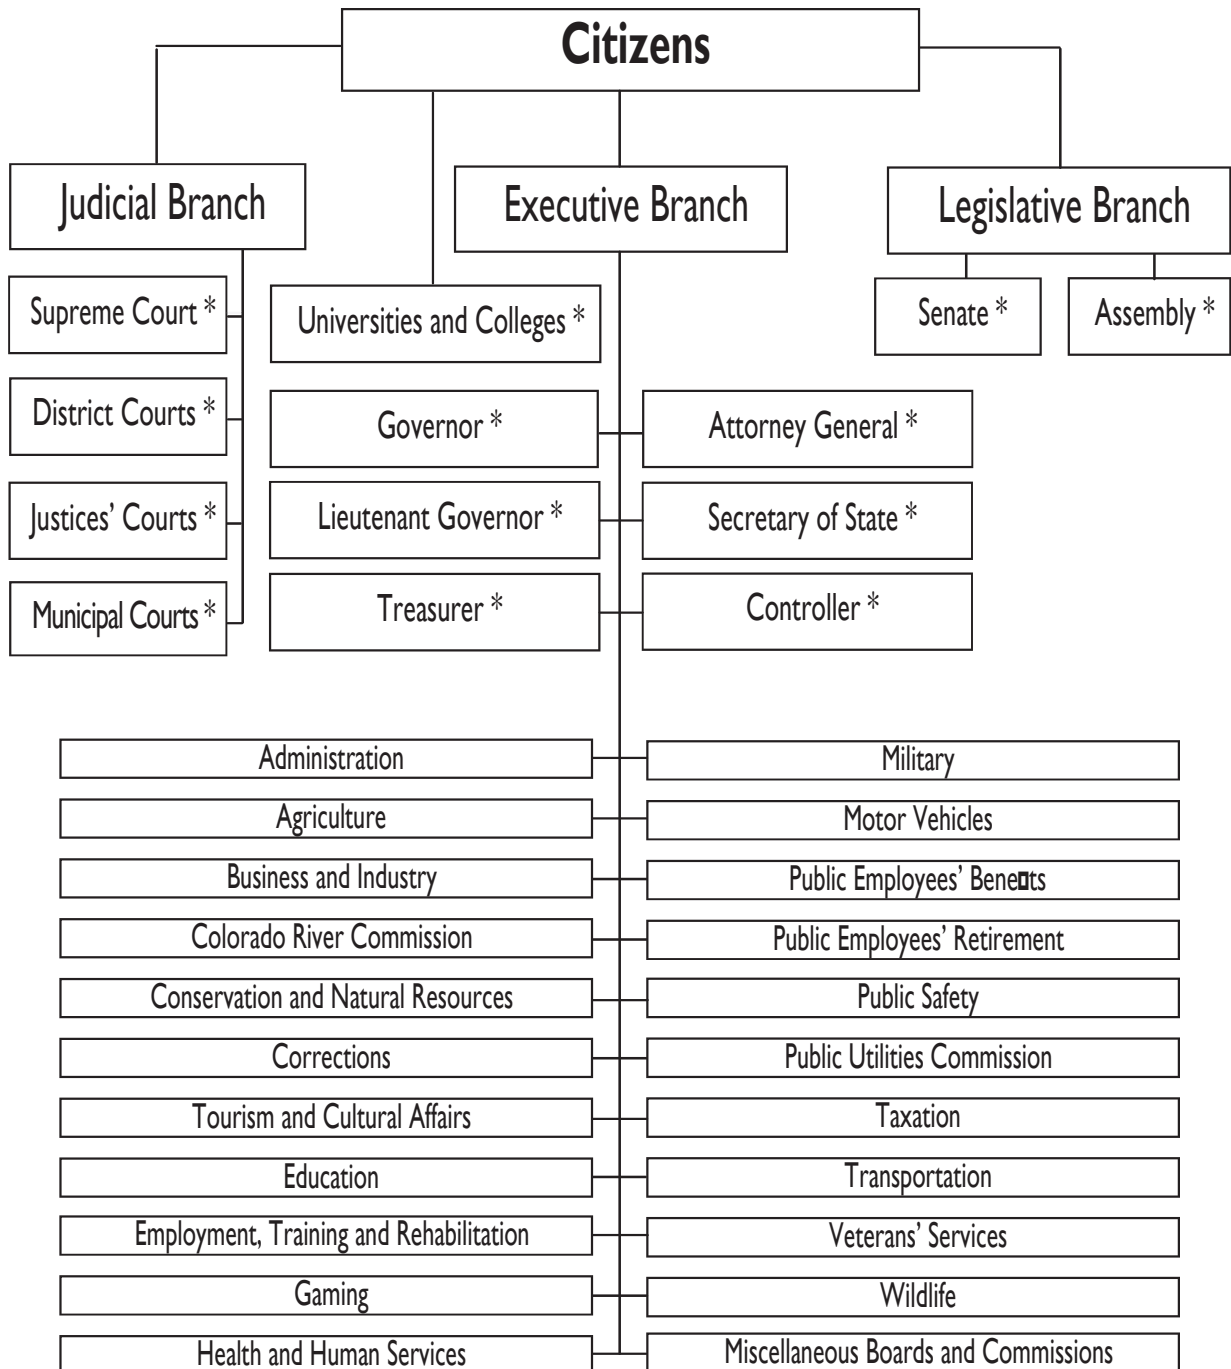 Citizens
Judicial Branch
Executive Branch
Legislative Branch
Supreme Court *
Universities and Colleges *
Senate *
Assembly *
District Courts *
Governor *
Attorney General *
Justices’ Courts *
Lieutenant Governor *
Secretary of State *
Municipal Courts *
Treasurer *
Controller *
Administration
Military
Agriculture
Motor Vehicles
Business and Industry
Public Employees’ Bene□ts
Colorado River Commission
Public Employees’ Retirement
Conservation and Natural Resources
Public Safety
Corrections
Public Utilities Commission
Tourism and Cultural Affairs
Taxation
Education
Transportation
Employment, Training and Rehabilitation
Veterans’ Services
Gaming
Wildlife
Health and Human Services
Miscellaneous Boards and Commissions